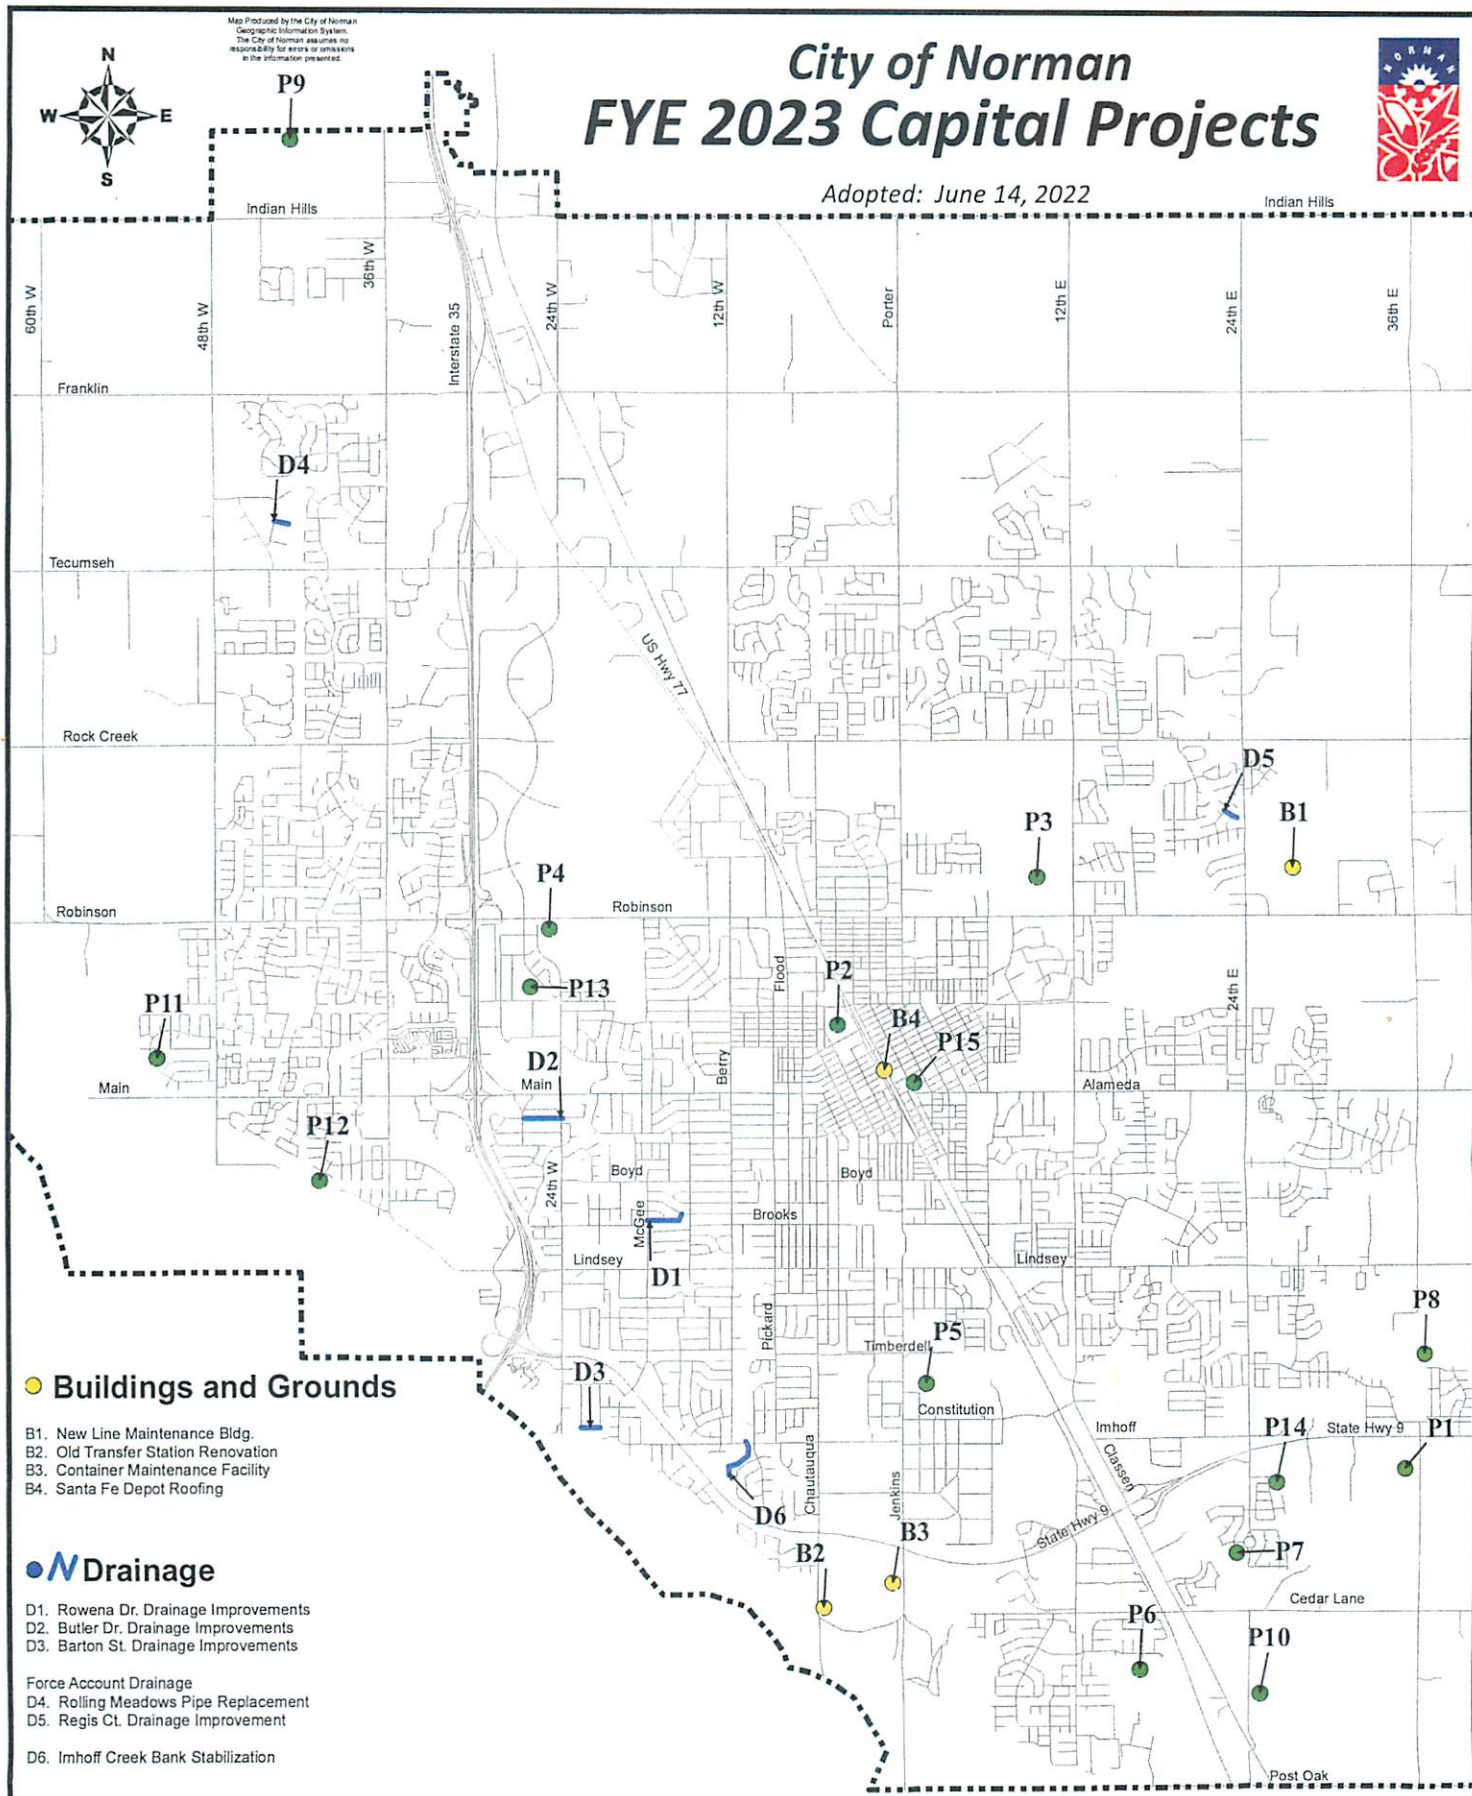 Map Produced by the City of Norman
Geographic Information System.
The City of Norman assumes no
responsibility for errors or omissions
in the information presented.
City of Norman
FYE 2023 Capital Projects
Adopted: June 14, 2022
NORMAN
N
W E
S
P9
Indian Hills
Indian Hills
60th W
48th W
36th W
Interstate 35
24th W
12th W
Porter
12th E
24th E
36th E
Franklin
D4
Tecumseh
US Hwy 77
Rock Creek
D5
B1
P3
P4
Robinson
Robinson
Flood
P2
24th E
P13
P11
B4
P15
Berry
D2
Main
Main
Alameda
P12
Boyd
Boyd
24th W
McGee
Brooks
Lindsey
Lindsey
D1
Pickard
P8
Timberdell
P5
D3
Constitution
Imhoff
P14
State Hwy 9
P1
Chautauqua
Classen
Jenkins
D6
State Hwy 9
B3
B2
P7
Cedar Lane
P6
P10
Post Oak
Buildings and Grounds
B1. New Line Maintenance Bldg.
B2. Old Transfer Station Renovation
B3. Container Maintenance Facility
B4. Santa Fe Depot Roofing
Drainage
D1. Rowena Dr. Drainage Improvements
D2. Butler Dr. Drainage Improvements
D3. Barton St. Drainage Improvements
Force Account Drainage
D4. Rolling Meadows Pipe Replacement
D5. Regis Ct. Drainage Improvement
D6. Imhoff Creek Bank Stabilization